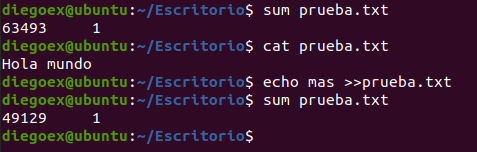 diegoex@ubuntu:~/Escritorio$ sum prueba.txt
63493     1
diegoex@ubuntu:~/Escritorio$ cat prueba.txt
Hola mundo
diegoex@ubuntu:~/Escritorio$ echo mas >>prueba.txt
diegoex@ubuntu:~/Escritorio$ sum prueba.txt
49129     1
diegoex@ubuntu:~/Escritorio$